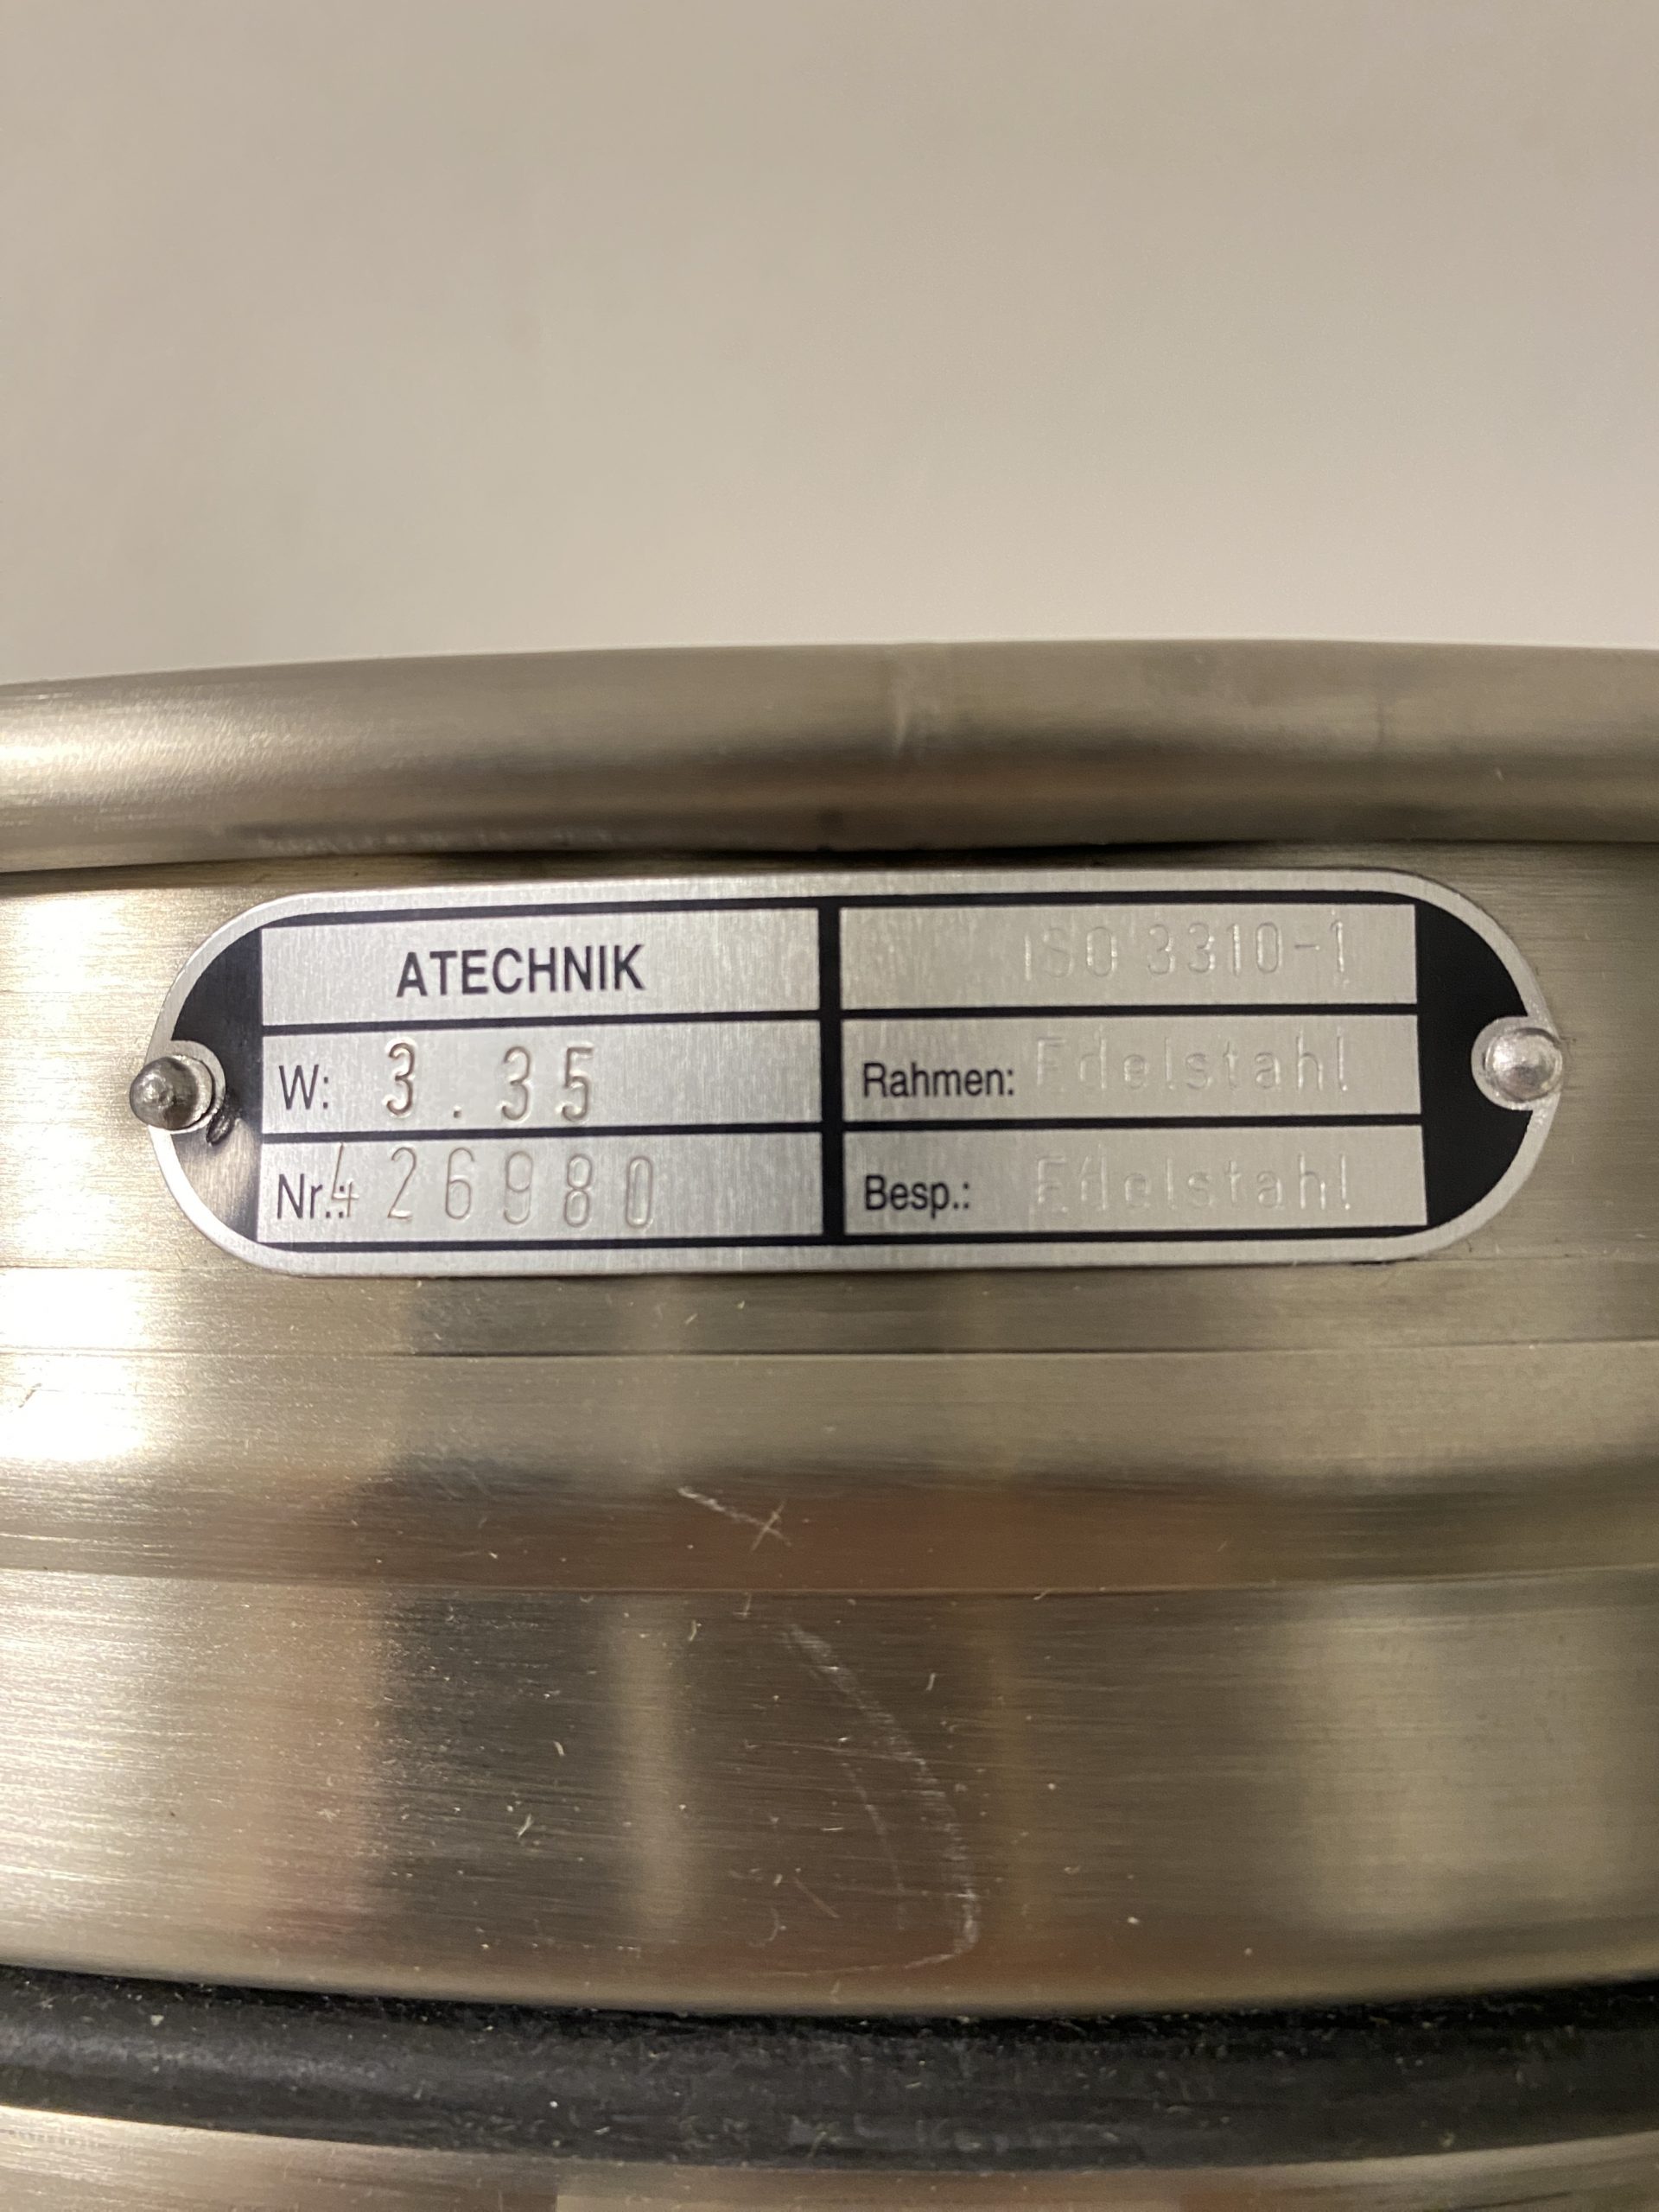 ATECHNIK
W: 3.35
Nr.: 426980
ISO 3310-1
Rahmen: Edelstahl
Besp.: Edelstahl